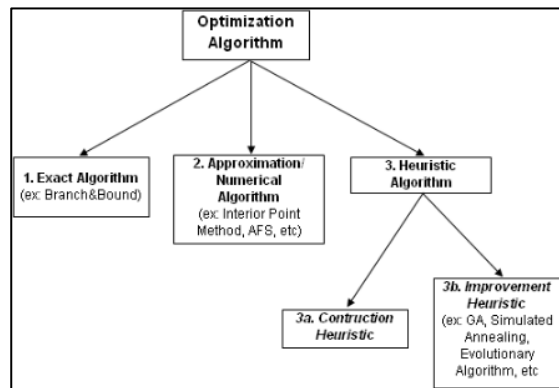 Optimization
Algorithm
1. Exact Algorithm
(ex: Branch&Bound)
2. Approximation/
Numerical
Algorithm
(ex: Interior Point
Method, AFS, etc)
3. Heuristic
Algorithm
3a. Contruction
Heuristic
3b. Improvement
Heuristic
(ex: GA, Simulated
Annealing,
Evolutionary
Algorithm, etc